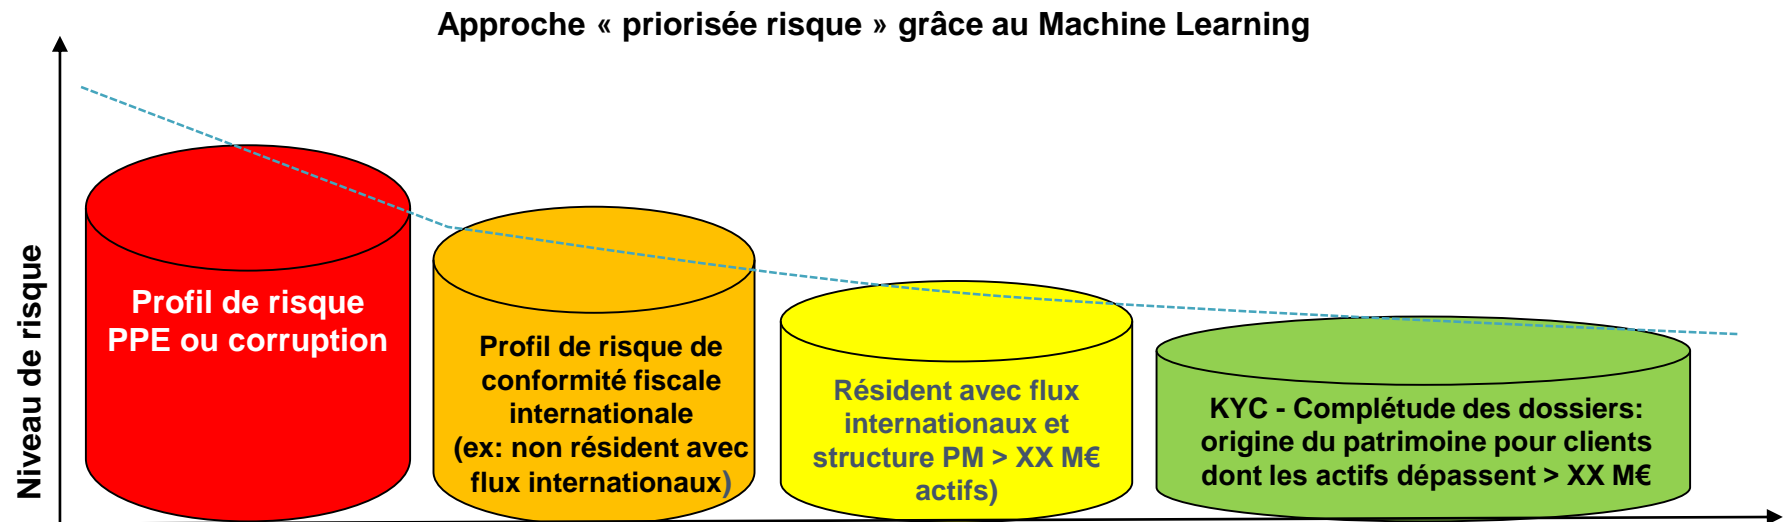 Approche « priorisée risque » grâce au Machine Learning
Niveau de risque
Profil de risque
PPE ou corruption
Profil de risque de
conformité fiscale
internationale
(ex: non résident avec
flux internationaux)
Résident avec flux
internationaux et
structure PM > XX M€
actifs)
KYC - Complétude des dossiers:
origine du patrimoine pour clients
dont les actifs dépassent > XX M€